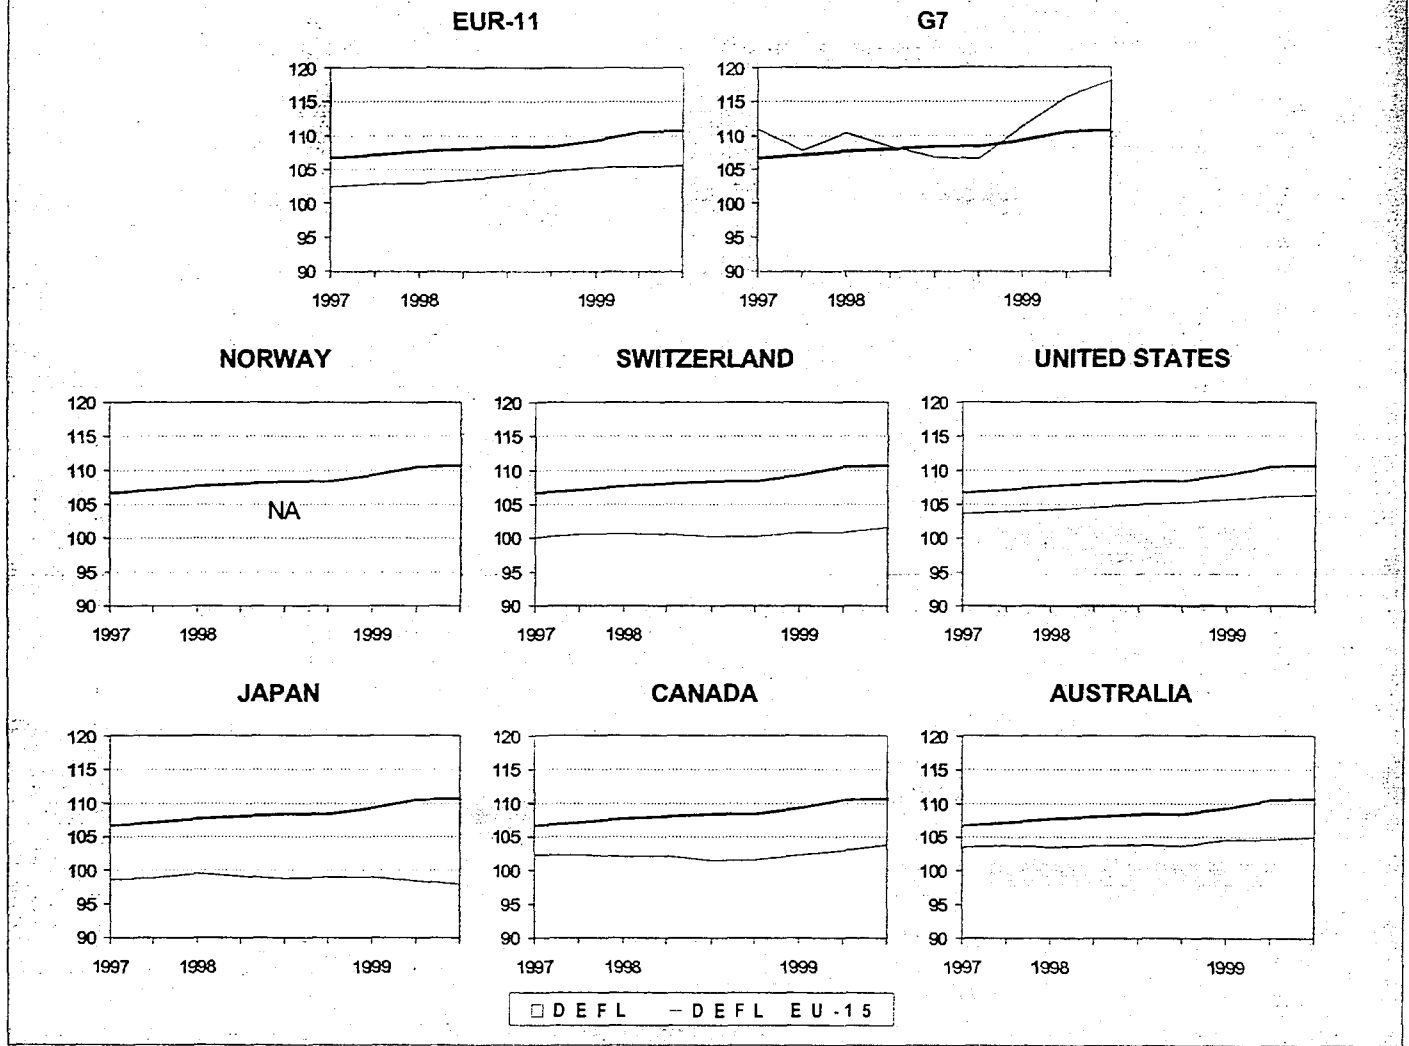 EUR-11 G7
120 120
115 115
110 110
105 105
100 100
95 95
90 90
1997 1998 1999 1997 1998 1999
NORWAY SWITZERLAND UNITED STATES
120 120 120
115 115 115
110 110 110
105 105 105
NA
100 100 100
95 95 95
90 90 90
1997 1998 1999 1997 1998 1999 1997 1998 1999
JAPAN CANADA AUSTRALIA
120 120 120
115 115 115
110 110 110
105 105 105
100 100 100
95 95 95
90 90 90
1997 1998 1999 1997 1998 1999 1997 1998 1999
DEFL DEFL EU-15